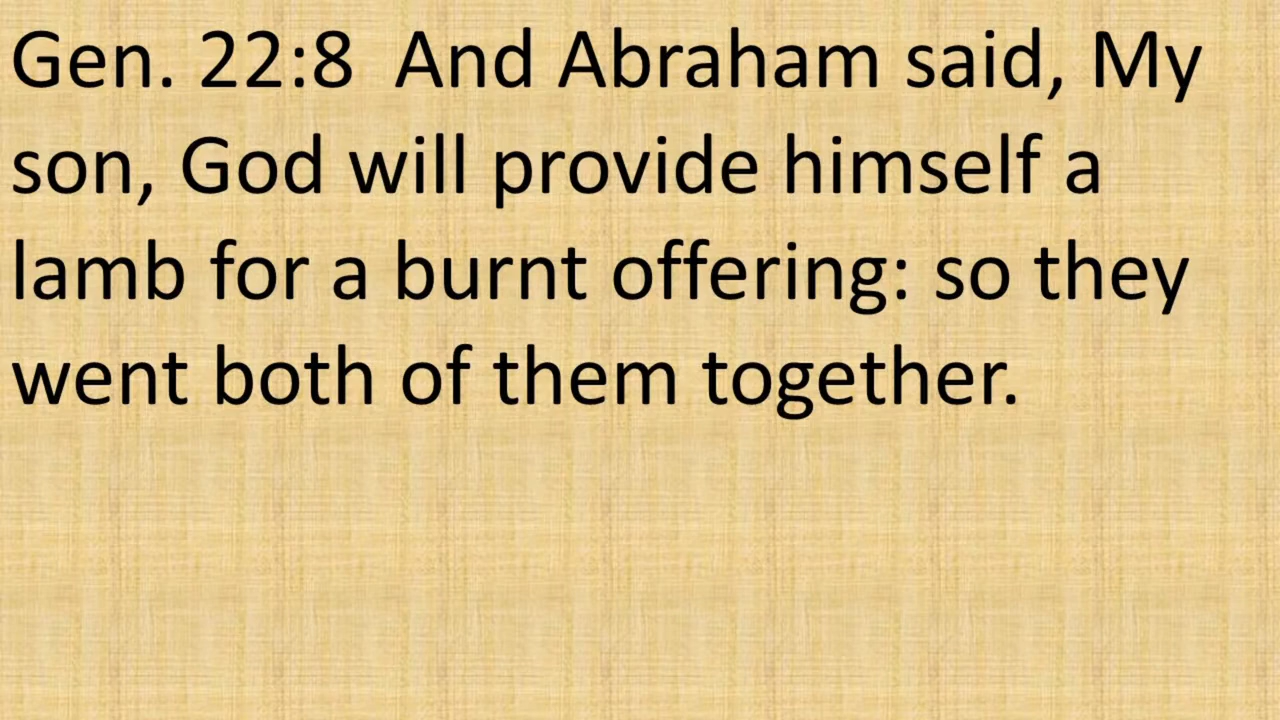 Gen. 22:8  And Abraham said, My
son, God will provide himself a
lamb for a burnt offering: so they
went both of them together.